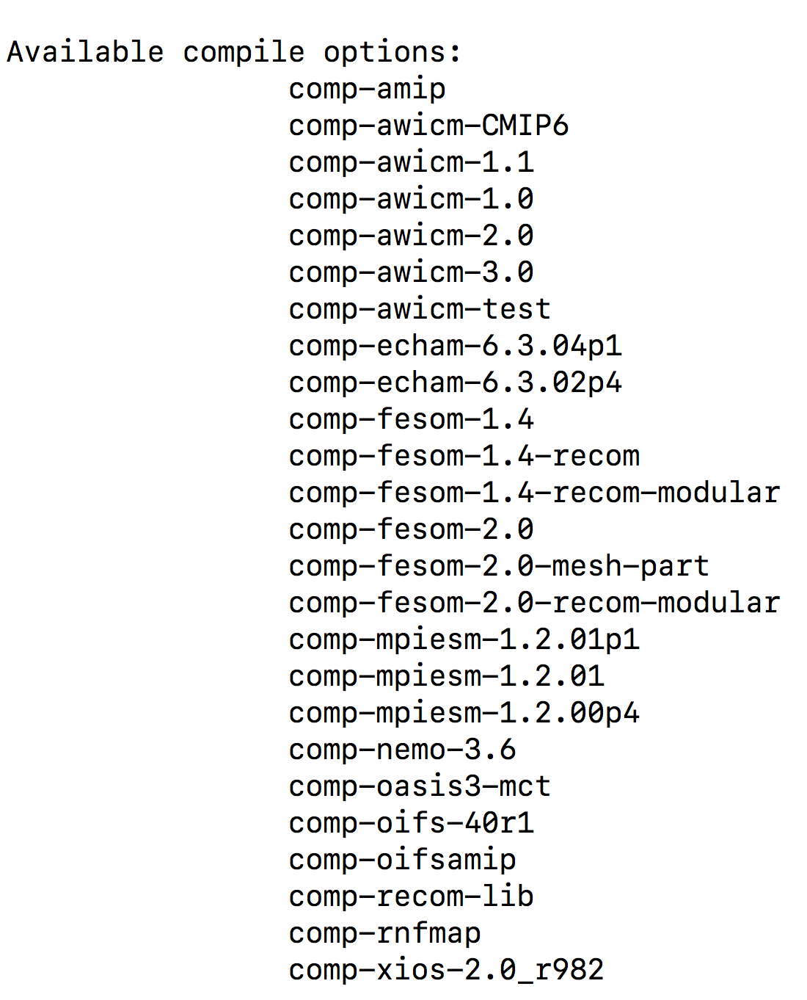 Available compile options:
comp-amip
comp-awicm-CMIP6
comp-awicm-1.1
comp-awicm-1.0
comp-awicm-2.0
comp-awicm-3.0
comp-awicm-test
comp-echam-6.3.04p1
comp-echam-6.3.02p4
comp-fesom-1.4
comp-fesom-1.4-recom
comp-fesom-1.4-recom-modular
comp-fesom-2.0
comp-fesom-2.0-mesh-part
comp-fesom-2.0-recom-modular
comp-mpiesm-1.2.01p1
comp-mpiesm-1.2.01
comp-mpiesm-1.2.00p4
comp-nemo-3.6
comp-oasis3-mct
comp-oifs-40r1
comp-oifsamip
comp-recom-lib
comp-rnfmap
comp-xios-2.0_r982